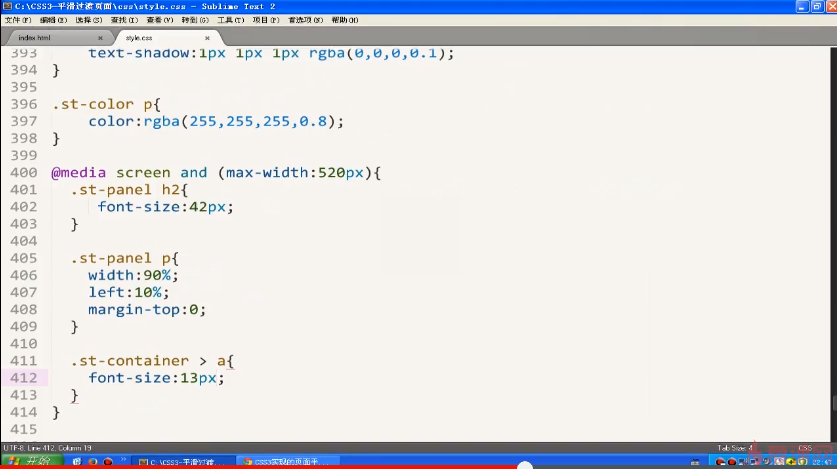 C:\CSS3-平滑过渡页面\css\style.css - Sublime Text 2
文件(F) 编辑(E) 选择(S) 查找(I) 查看(V) 转到(G) 工具(T) 项目(P) 首选项(N) 帮助(H)
index.html × style.css ×
393 text-shadow:1px 1px 1px rgba(0,0,0,0.1);
394 }
395
396 .st-color p{
397 color:rgba(255,255,255,0.8);
398 }
399
400 @media screen and (max-width:520px){
401 .st-panel h2{
402 font-size:42px;
403 }
404
405 .st-panel p{
406 width:90%;
407 left:10%;
408 margin-top:0;
409 }
410
411 .st-container > a{
412 font-size:13px;
413 }
414 }
415
UTF-8, Line 412, Column 19 Tab Size: 4 CSS
开始 » C:\CSS3-平滑过渡... CSS3实现的页面平...